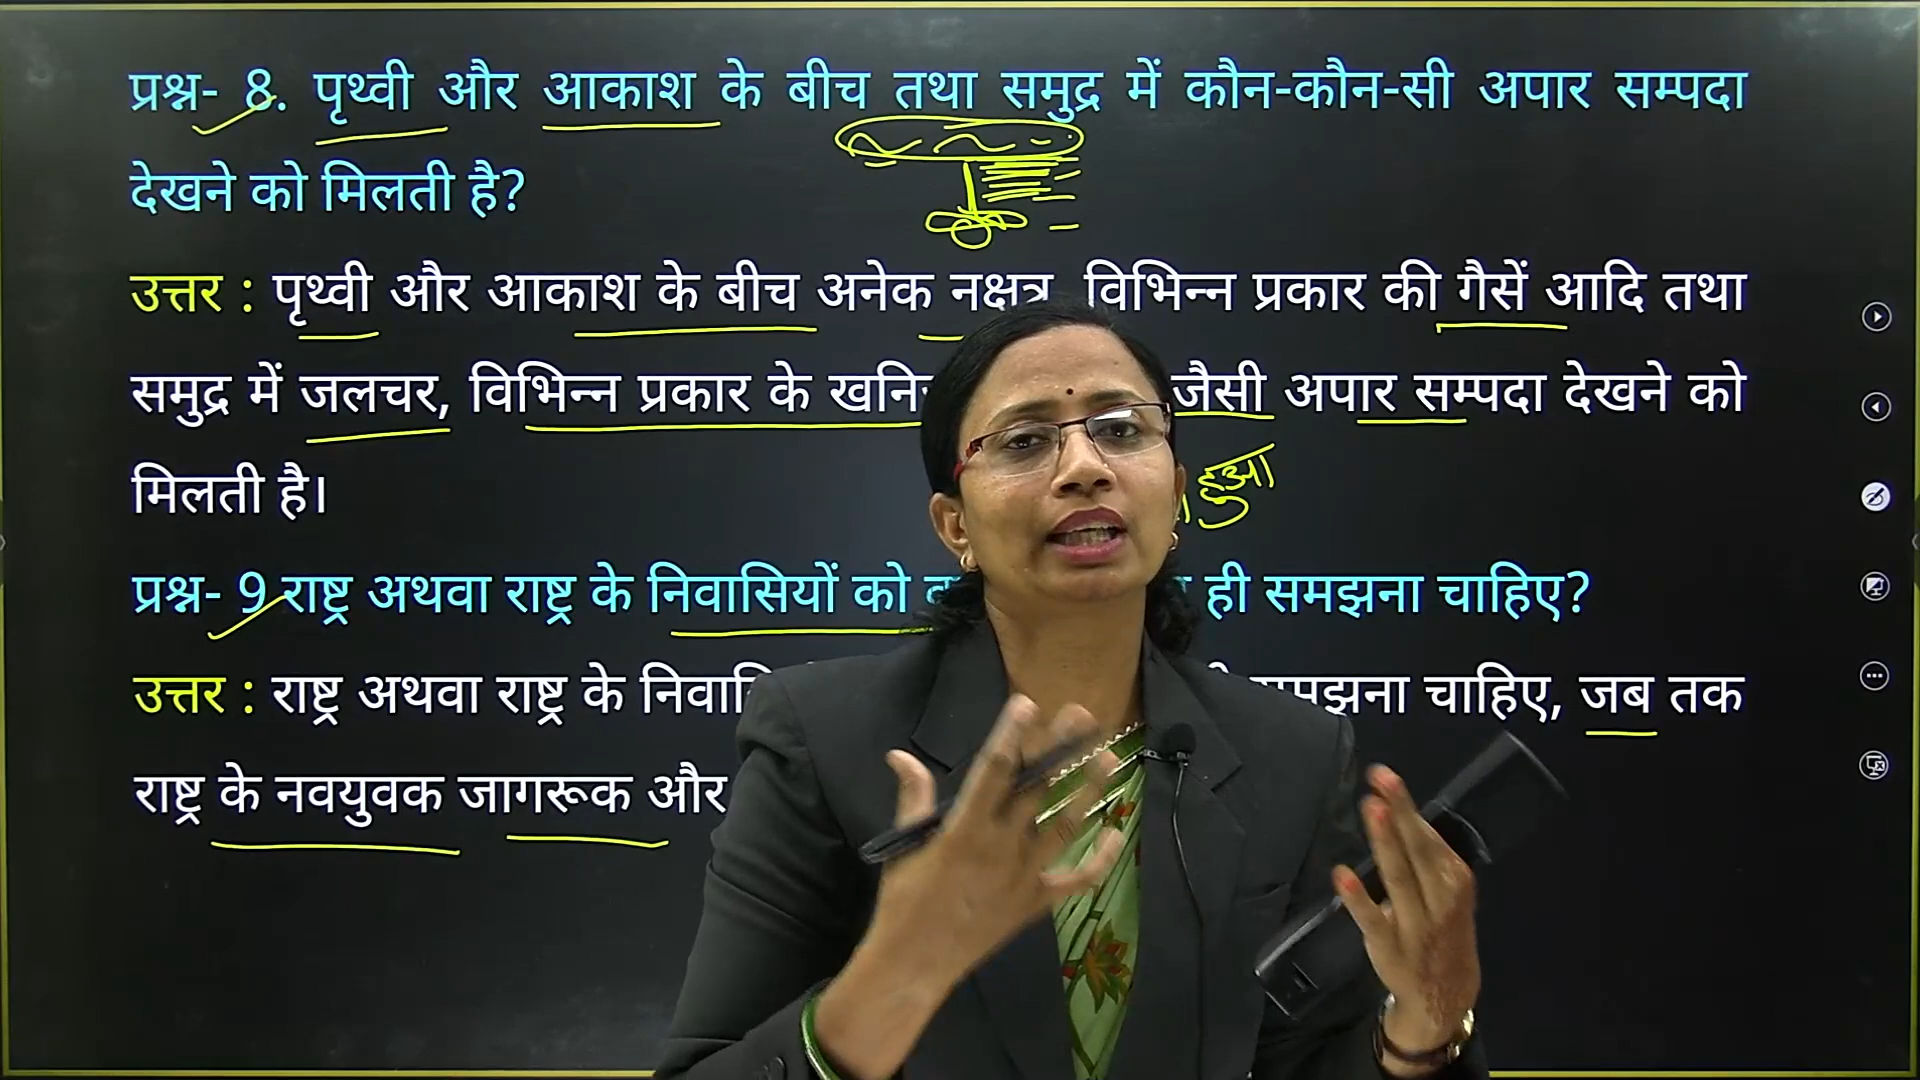 प्रश्न- 8. पृथ्वी और आकाश के बीच तथा समुद्र में कौन-कौन-सी अपार सम्पदा
देखने को मिलती है?
उत्तर : पृथ्वी और आकाश के बीच अनेक नक्षत्र विभिन्न प्रकार की गैसें आदि तथा
समुद्र में जलचर, विभिन्न प्रकार के जैसी अपार सम्पदा देखने को
मिलती है।
हुआ
प्रश्न- 9 राष्ट्र अथवा राष्ट्र के निवासियों को ही समझना चाहिए?
उत्तर : राष्ट्र अथवा राष्ट्र के चाहिए, जब तक
राष्ट्र के नवयुवक जागरूक और